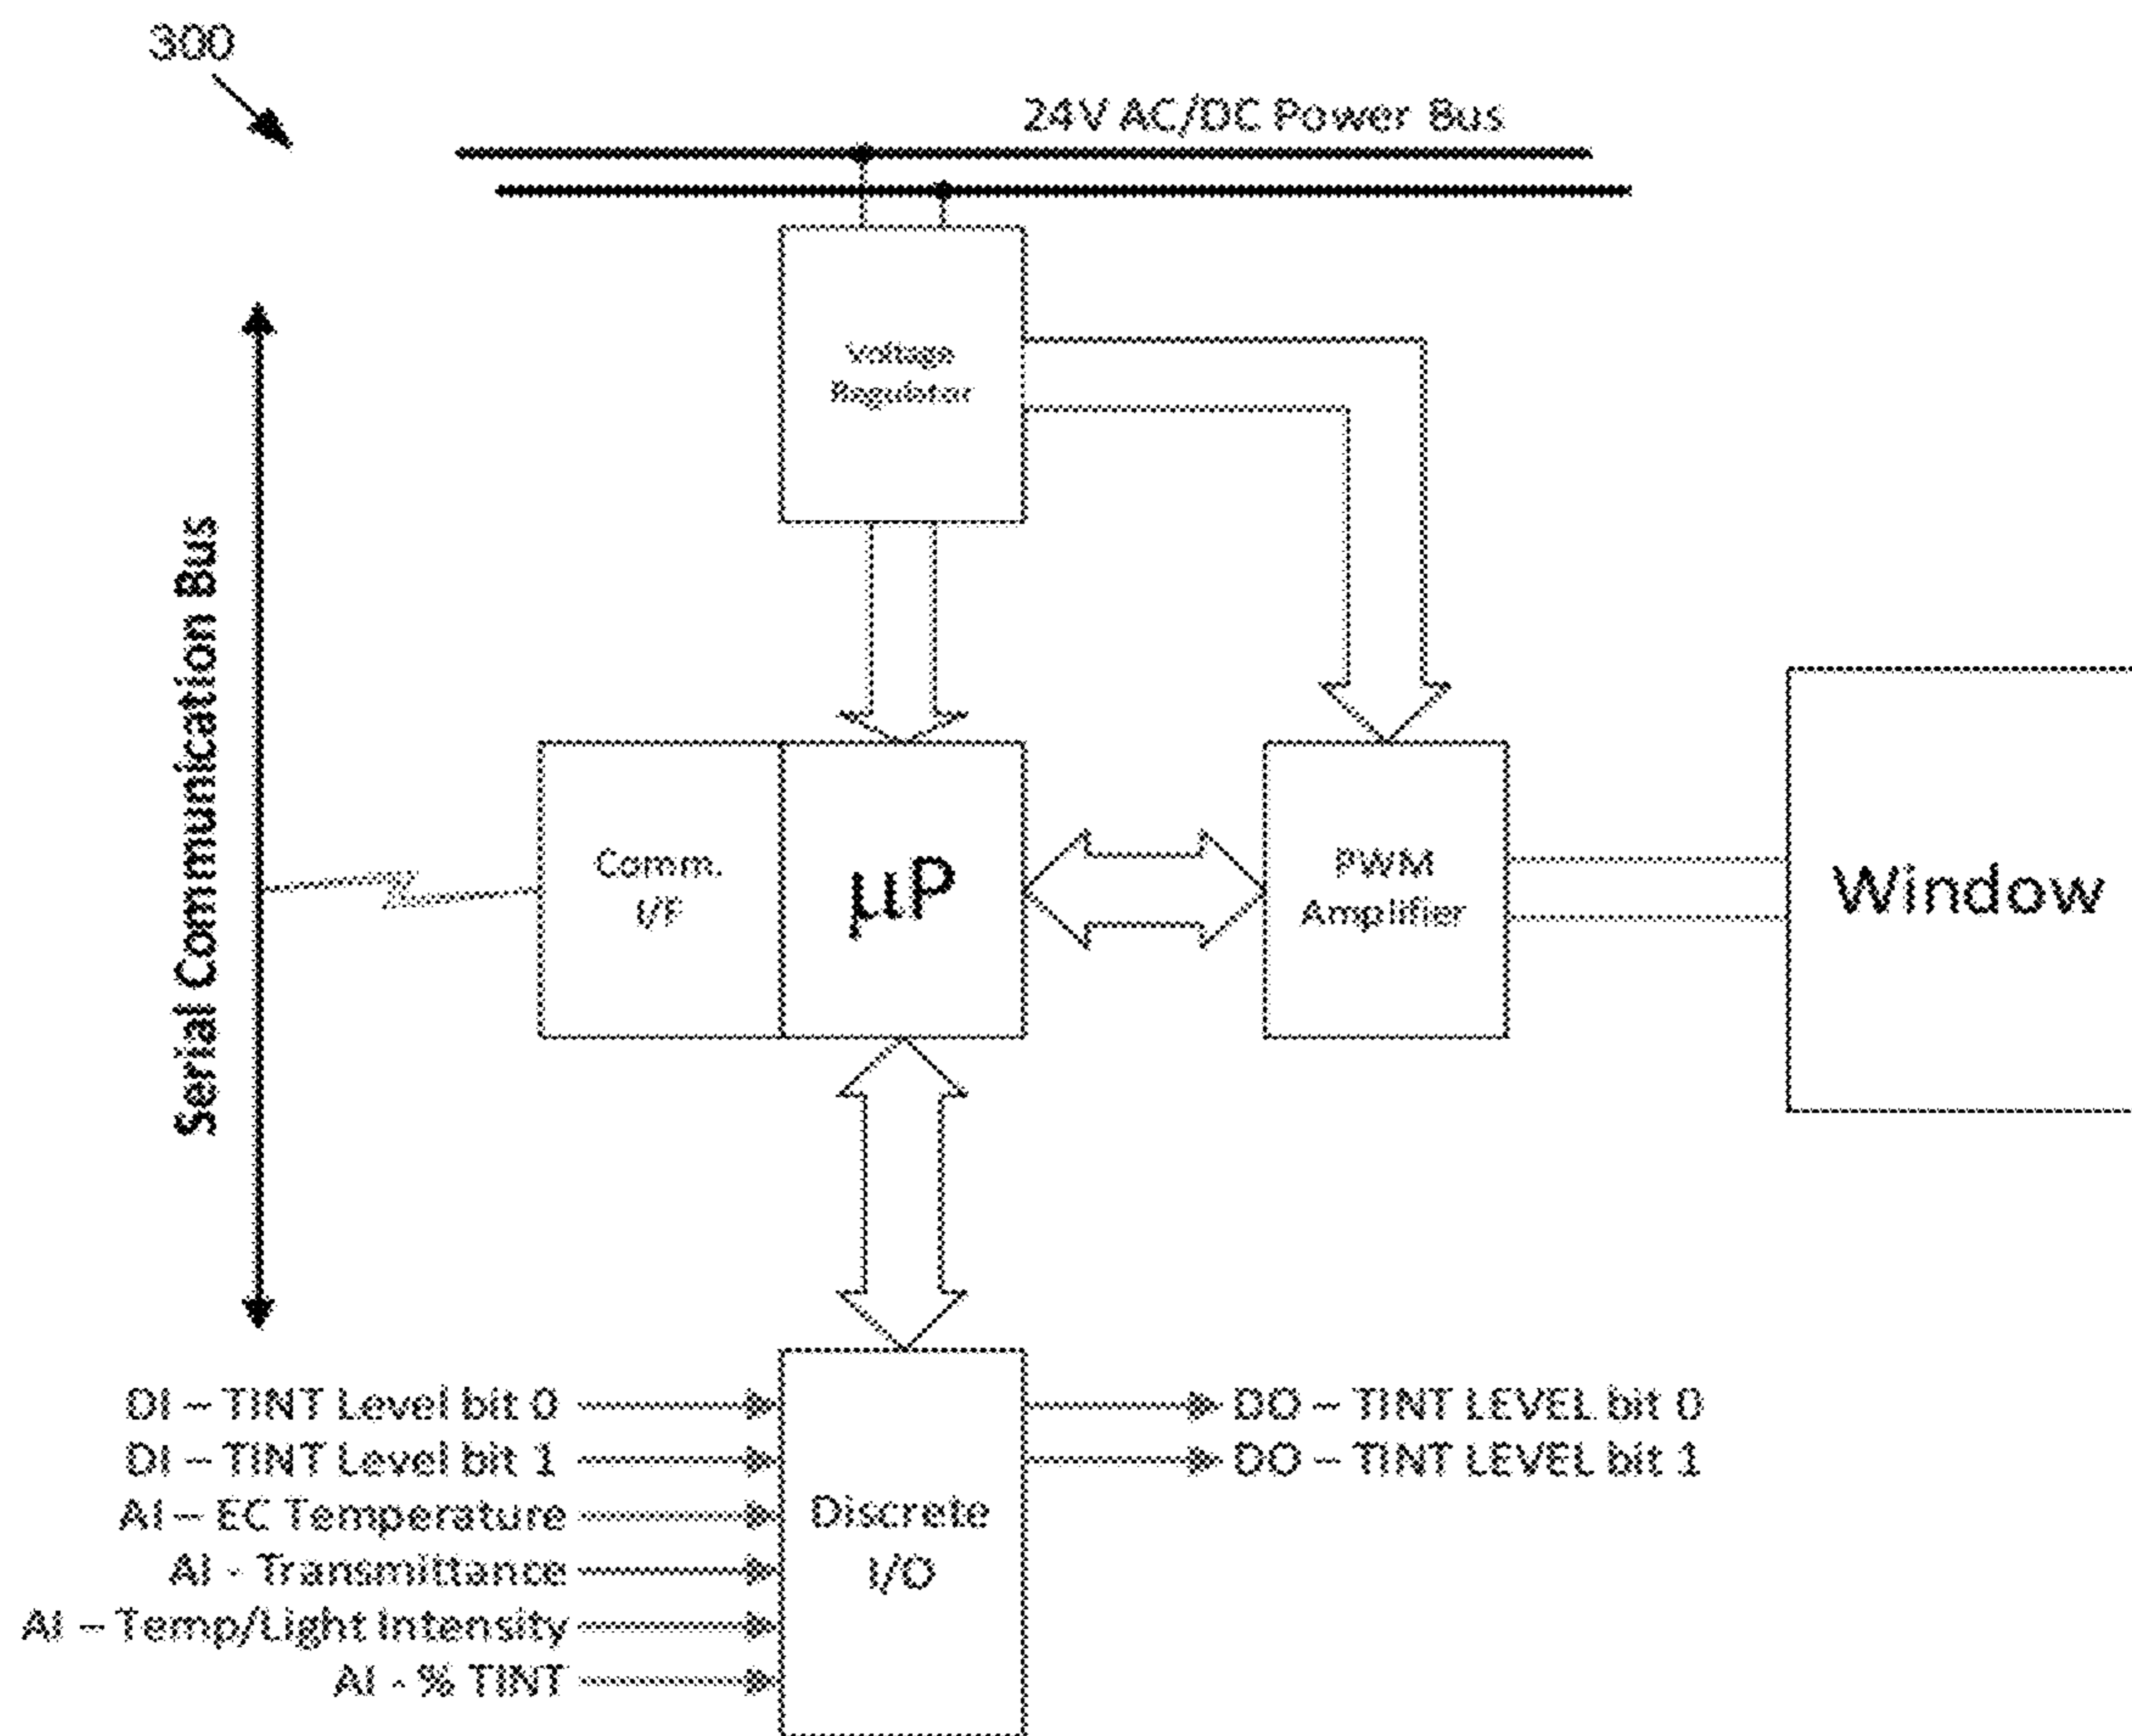 300
24V AC/DC Power Bus
Voltage
Regulator
Serial Communication Bus
Comm.
I/F
µP
PWM
Amplifier
Window
DI – TINT Level bit 0
DI – TINT Level bit 1
AI – EC Temperature
AI - Transmittance
AI – Temp/Light Intensity
AI - % TINT
Discrete
I/O
DO – TINT LEVEL bit 0
DO – TINT LEVEL bit 1